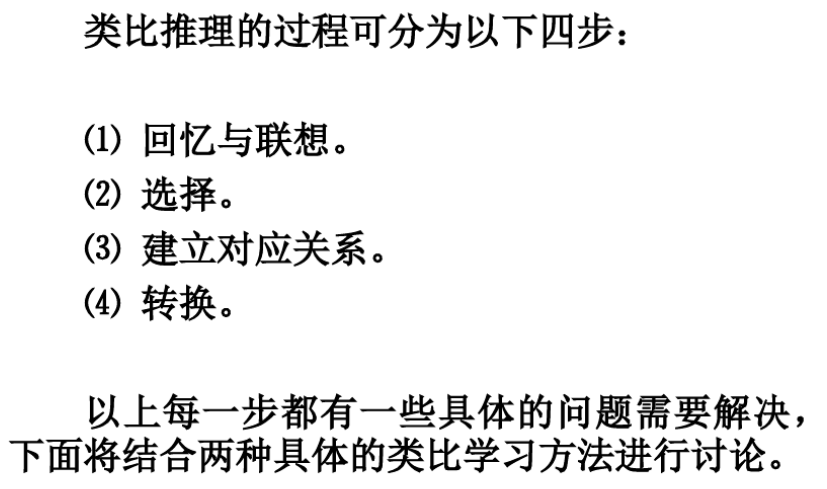 类比推理的过程可分为以下四步：
⑴ 回忆与联想。
⑵ 选择。
⑶ 建立对应关系。
⑷ 转换。
以上每一步都有一些具体的问题需要解决，
下面将结合两种具体的类比学习方法进行讨论。